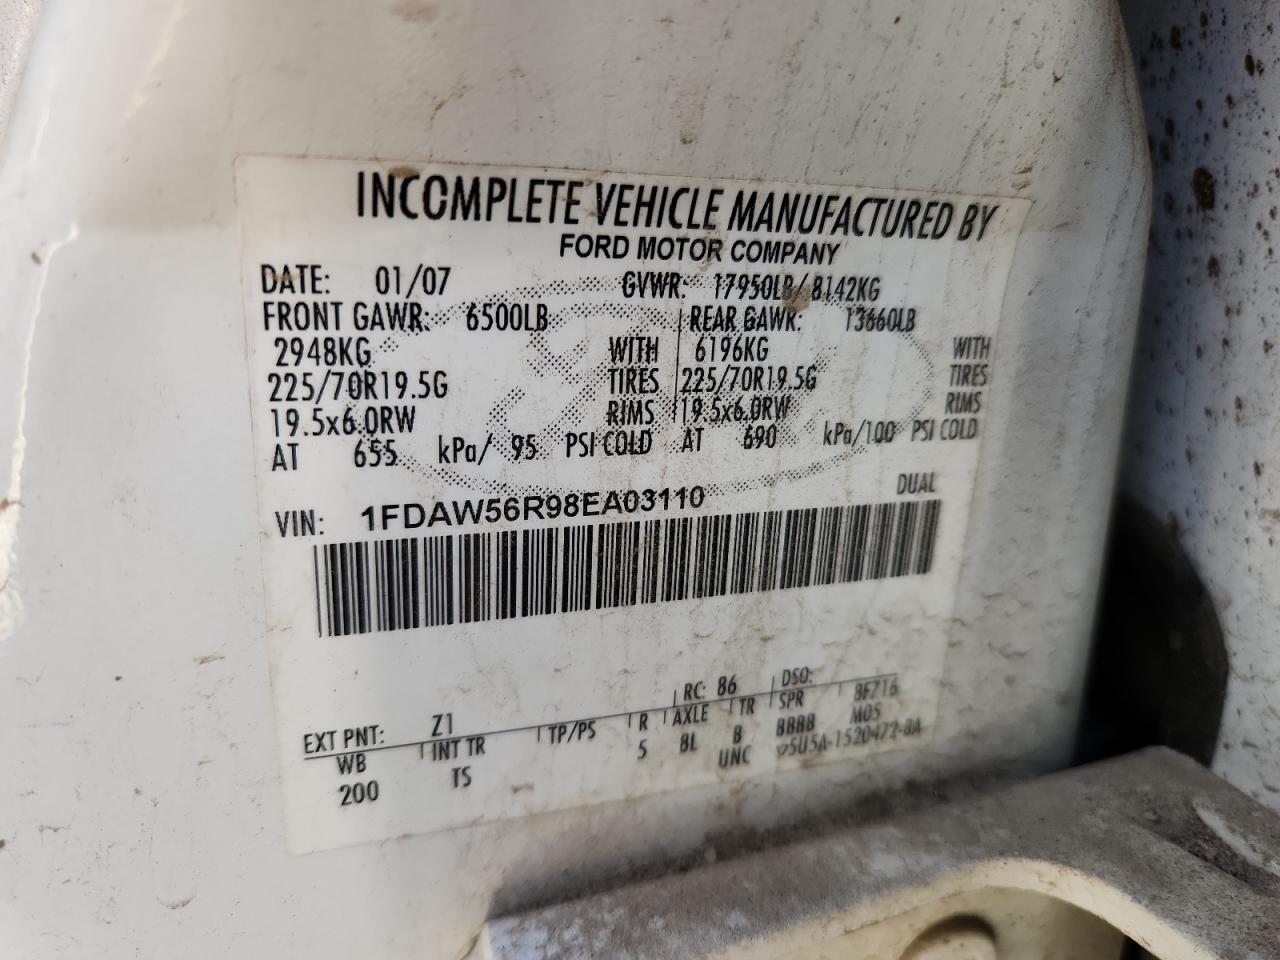 INCOMPLETE VEHICLE MANUFACTURED BY
FORD MOTOR COMPANY
DATE: 01/07 GVWR: 17950LB/ 8142KG
FRONT GAWR: 6500LB REAR GAWR: 13660LB
2948KG WITH 6196KG WITH
225/70R19.5G TIRES 225/70R19.5G TIRES
19.5x6.0RW RIMS 19.5x6.0RW RIMS
AT 655 kPa/ 95 PSI COLD AT 690 kPa/100 PSI COLD
VIN: 1FDAW56R98EA03110 DUAL
EXT PNT: Z1 RC: 86 DSO:
WB INT TR TP/PS R AXLE TR SPR 8F716
200 TS 5 8L B 8888 M05
UNC